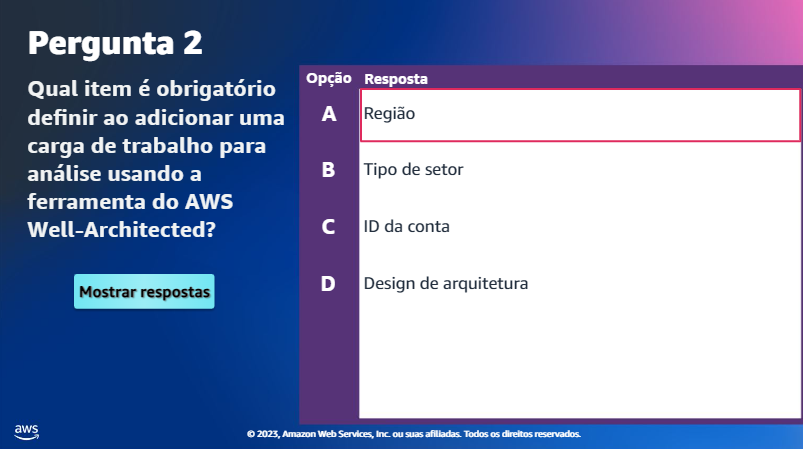 Pergunta 2
Qual item é obrigatório
definir ao adicionar uma
carga de trabalho para
análise usando a
ferramenta do AWS
Well-Architected?
Mostrar respostas
Opção Resposta
A Região
B Tipo de setor
C ID da conta
D Design de arquitetura
aws
© 2023, Amazon Web Services, Inc. ou suas afiliadas. Todos os direitos reservados.